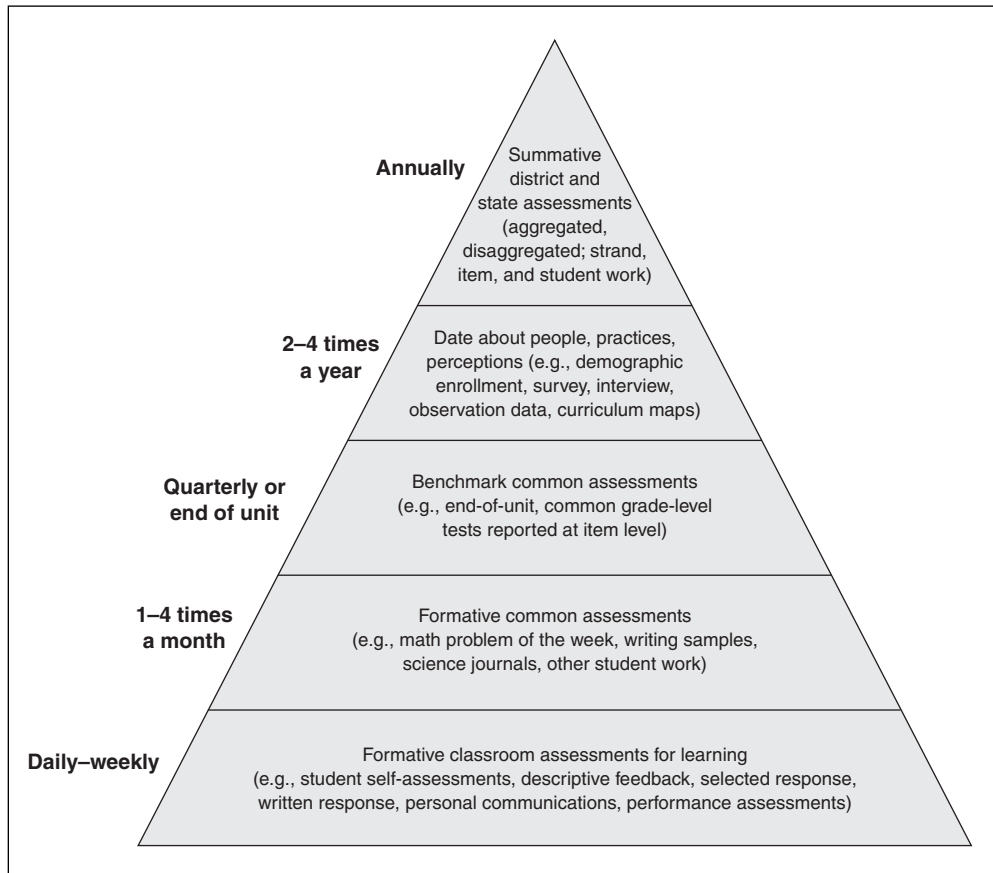 Annually
Summative
district and
state assessments
(aggregated,
disaggregated; strand,
item, and student work)
2–4 times
a year
Date about people, practices,
perceptions (e.g., demographic
enrollment, survey, interview,
observation data, curriculum maps)
Quarterly or
end of unit
Benchmark common assessments
(e.g., end-of-unit, common grade-level
tests reported at item level)
1–4 times
a month
Formative common assessments
(e.g., math problem of the week, writing samples,
science journals, other student work)
Daily–weekly
Formative classroom assessments for learning
(e.g., student self-assessments, descriptive feedback, selected response,
written response, personal communications, performance assessments)